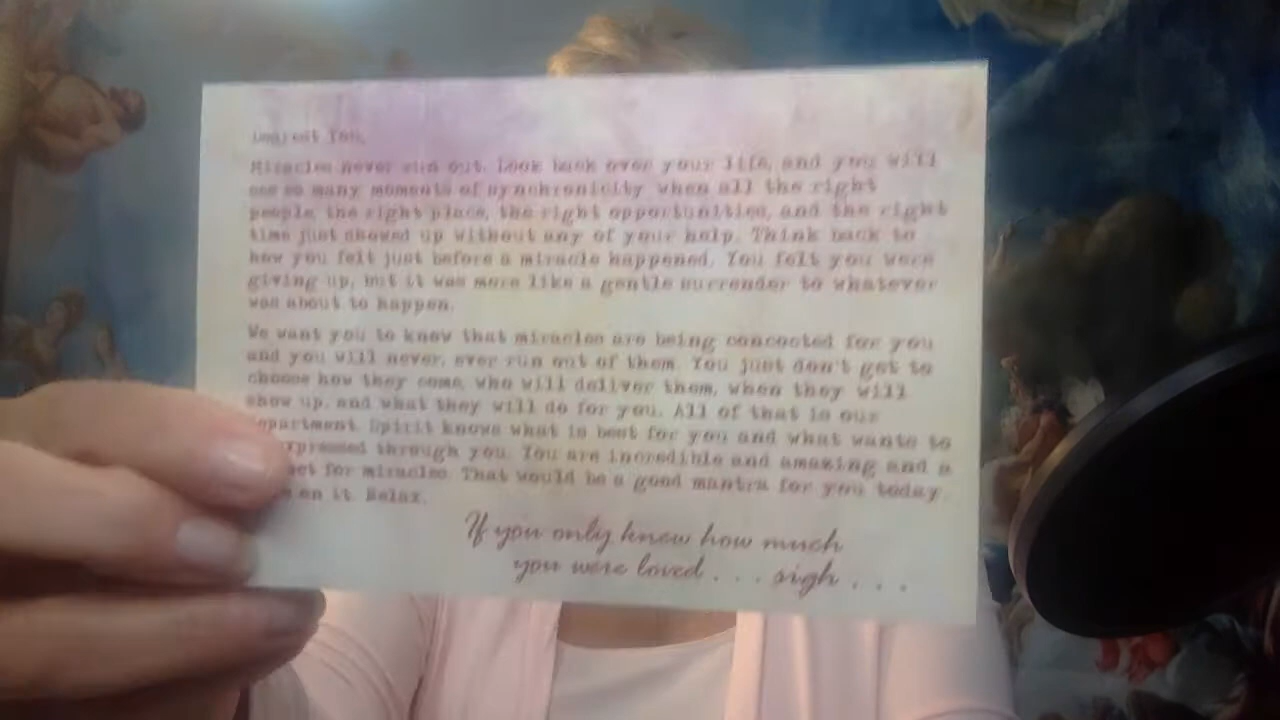 Dearest You,
Miracles never run out. Look back over your life, and you will
see so many moments of synchronicity when all the right
people, the right place, the right opportunities, and the right
time just showed up without any of your help. Think back to
how you felt just before a miracle happened. You felt you were
giving up, but it was more like a gentle surrender to whatever
was about to happen.
We want you to know that miracles are being concocted for you
and you will never, ever run out of them. You just don't get to
choose how they come, who will deliver them, when they will
show up, and what they will do for you. All of that is our
epartment. Spirit knows what is best for you and what wants to
xpressed through you. You are incredible and amazing and a
net for miracles. That would be a good mantra for you today.
on it. Relax.
If you only knew how much
you were loved . . . sigh . . .